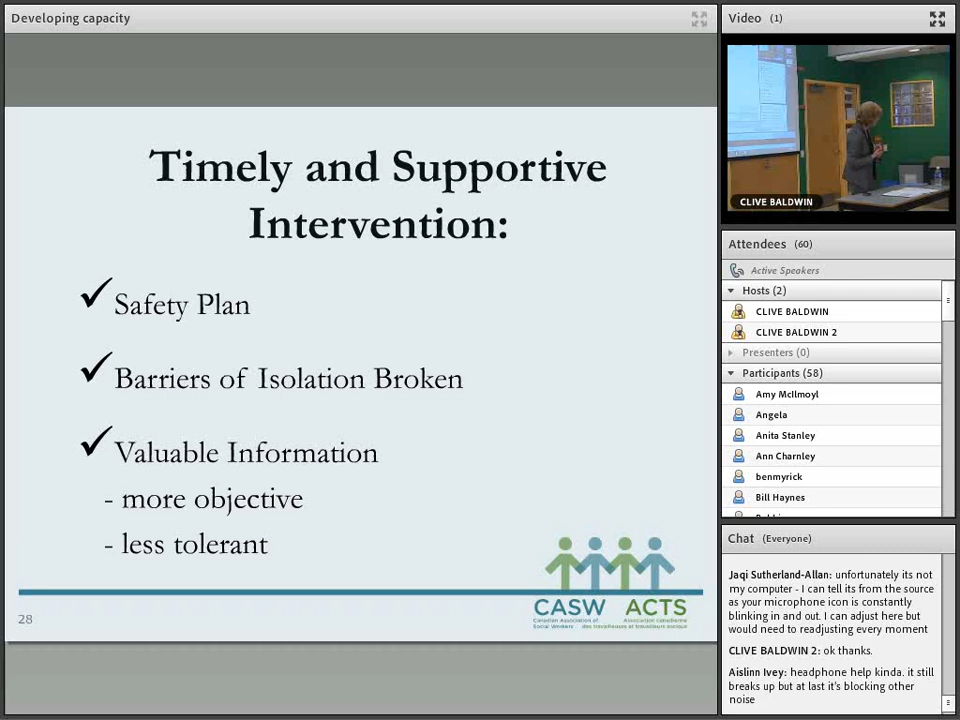 Developing capacity
Timely and Supportive
Intervention:
Safety Plan
Barriers of Isolation Broken
Valuable Information
- more objective
- less tolerant
CASW ACTS
Canadian Association of
Social Workers
Association canadienne
des travailleuses et travailleurs sociaux
28
Video (1)
CLIVE BALDWIN
Attendees (60)
Active Speakers
Hosts (2)
CLIVE BALDWIN
CLIVE BALDWIN 2
Presenters (0)
Participants (58)
Amy McIlmoyl
Angela
Anita Stanley
Ann Charnley
benmyrick
Bill Haynes
Chat (Everyone)
Jaqi Sutherland-Allan: unfortunately its not
my computer - I can tell its from the source
as your microphone icon is constantly
blinking in and out. I can adjust here but
would need to readjusting every moment
CLIVE BALDWIN 2: ok thanks.
Aislinn Ivey: headphone help kinda. it still
breaks up but at last it's blocking other
noise